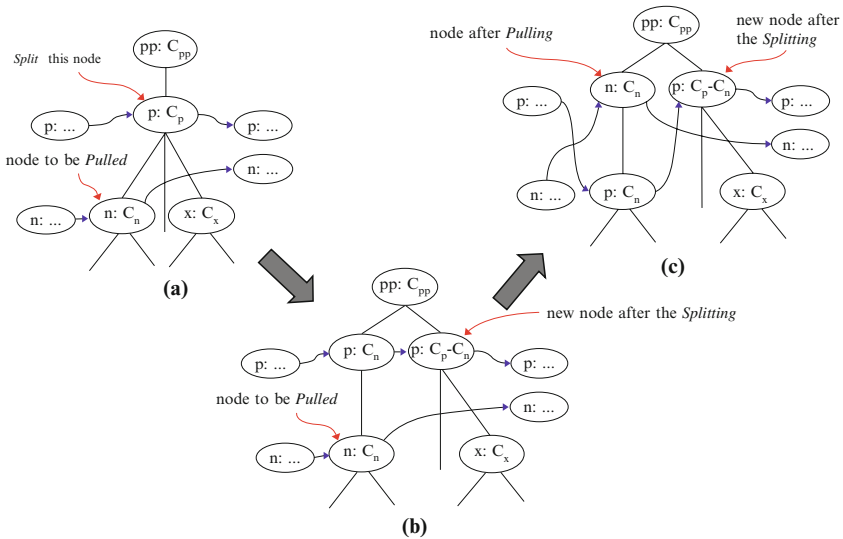 pp: Cpp
Split this node
p: ...
p: Cp
p: ...
node to be Pulled
n: ...
n: ...
n: Cn
x: Cx
(a)
node after Pulling
pp: Cpp
new node after
the Splitting
n: Cn
p: Cp-Cn
p: ...
p: ...
n: ...
n: ...
p: Cn
x: Cx
(c)
pp: Cpp
new node after the Splitting
p: ...
p: Cn
p: Cp-Cn
p: ...
node to be Pulled
n: ...
n: ...
n: Cn
x: Cx
(b)